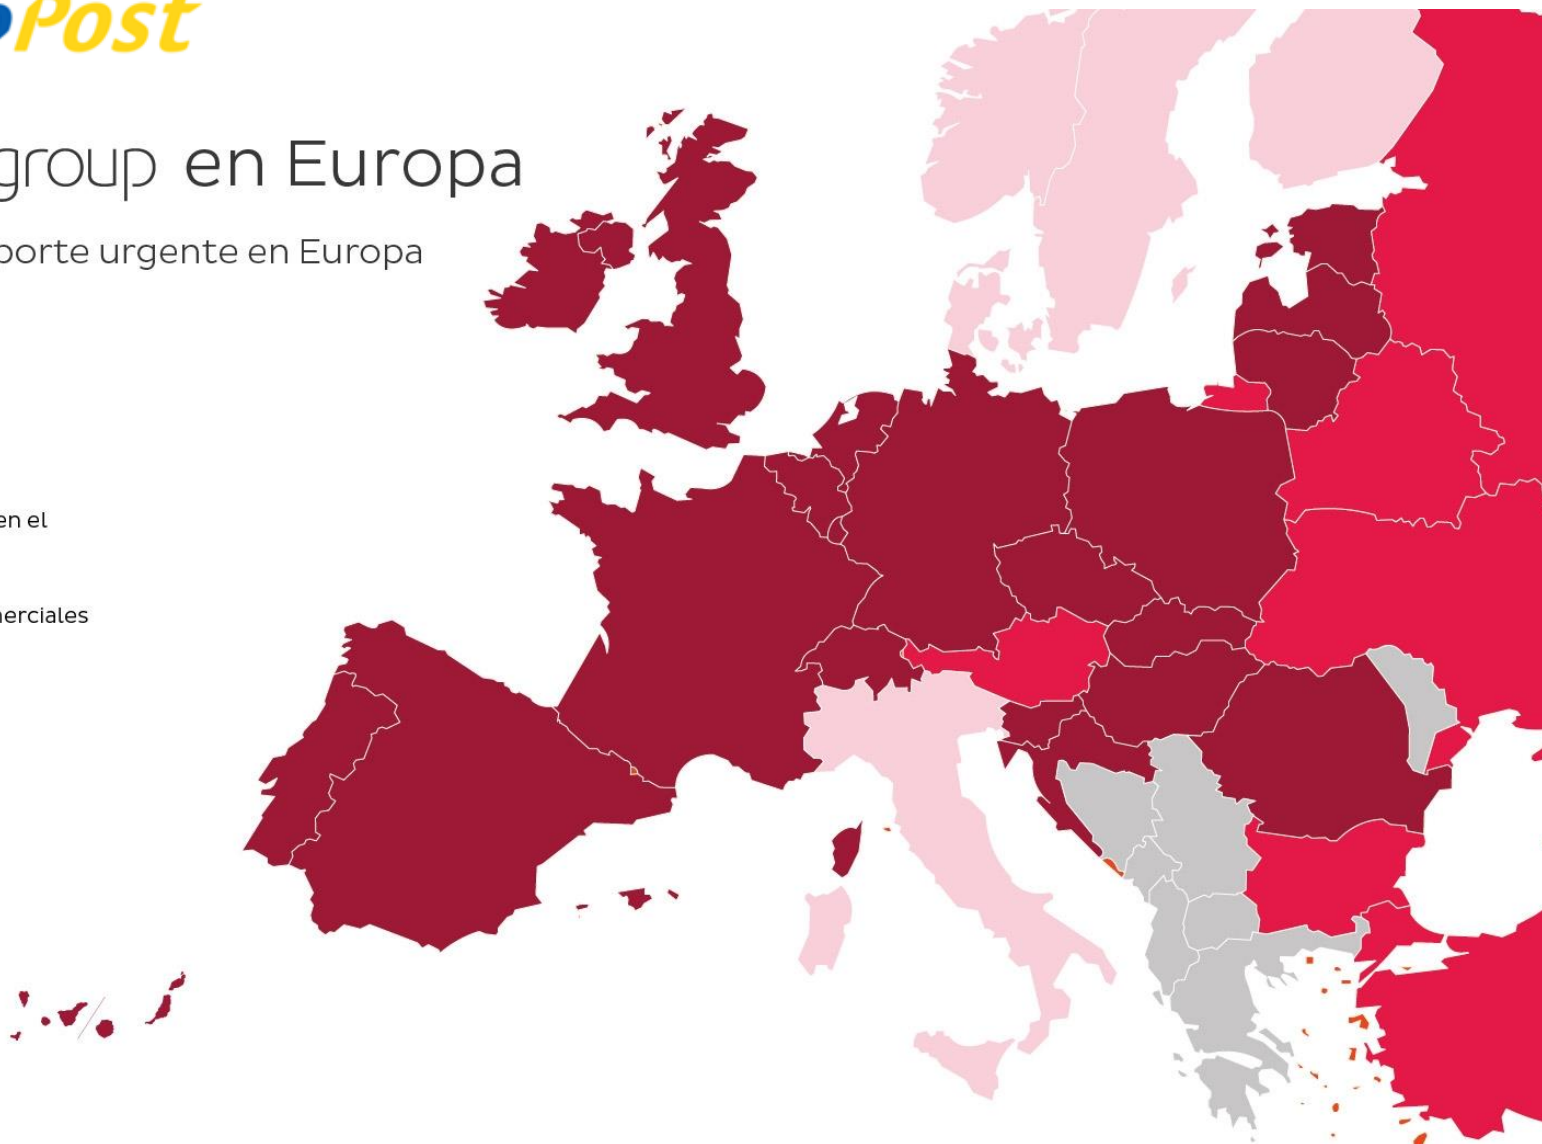 Post
group en Europa
porte urgente en Europa
en el
erciales